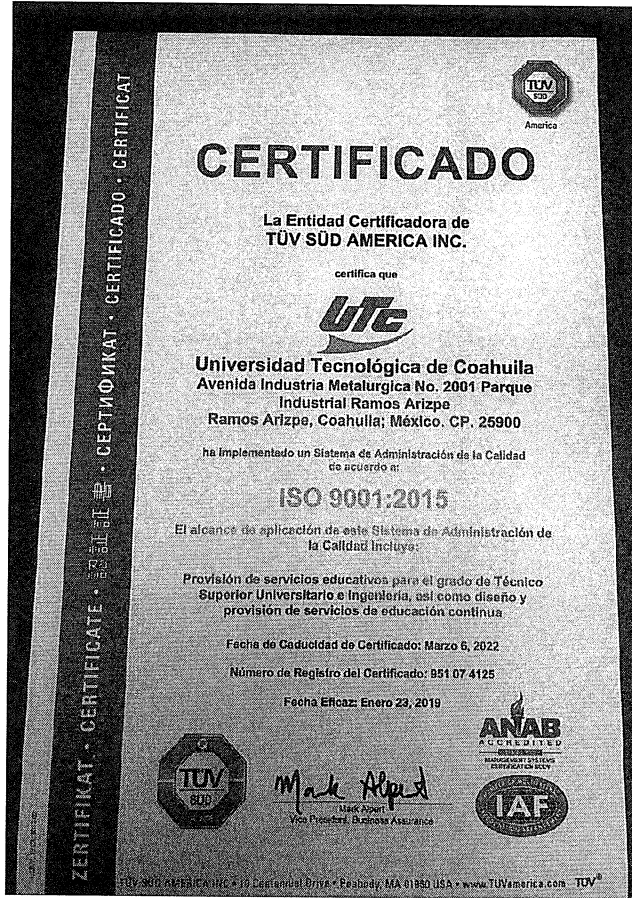 TÜV
SÜD
America
CERTIFICADO
La Entidad Certificadora de
TÜV SÜD AMERICA INC.
certifica que
UTC
Universidad Tecnológica de Coahuila
Avenida Industria Metalurgica No. 2001 Parque
Industrial Ramos Arizpe
Ramos Arizpe, Coahuila; México. CP. 25900
ha implementado un Sistema de Administración de la Calidad
de acuerdo a:
ISO 9001:2015
El alcance de aplicación de este Sistema de Administración de
la Calidad incluye:
Provisión de servicios educativos para el grado de Técnico
Superior Universitario e Ingeniería, así como diseño y
provisión de servicios de educación continua
Fecha de Caducidad de Certificado: Marzo 6, 2022
Número de Registro del Certificado: 951 07 4125
Fecha Eficaz: Enero 23, 2019
ANAB
ACCREDITED
MANAGEMENT SYSTEMS
CERTIFICATION BODY
IAF
TÜV
SÜD
Mark Alpert
Mark Alpert
Vice President, Business Assurance
TÜV SÜD AMERICA INC • 10 Centennial Drive • Peabody, MA 01960 USA • www.TUVamerica.com TÜV®
ZERTIFIKAT • CERTIFICATE • 認証証書 • СЕРТИФИКАТ • CERTIFICADO • CERTIFICAT